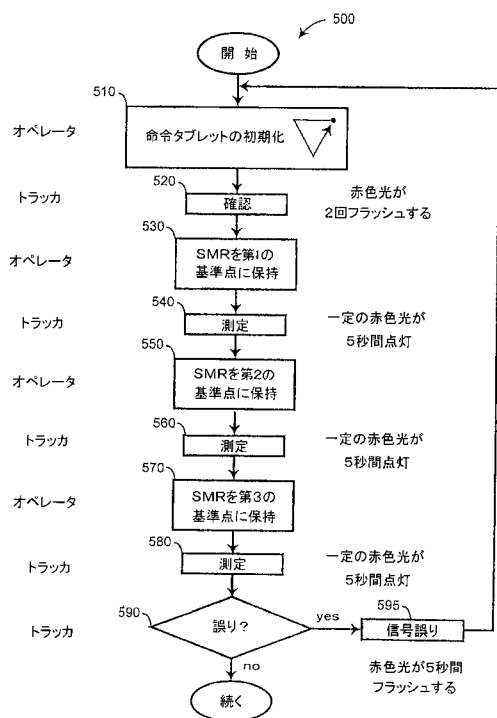 500
開 始
510
オペレータ
命令タブレットの初期化
520
トラッカ
確認
赤色光が
2回フラッシュする
530
オペレータ
SMRを第1の
基準点に保持
540
トラッカ
測定
一定の赤色光が
5秒間点灯
550
オペレータ
SMRを第2の
基準点に保持
560
トラッカ
測定
一定の赤色光が
5秒間点灯
570
オペレータ
SMRを第3の
基準点に保持
580
トラッカ
測定
一定の赤色光が
5秒間点灯
590
トラッカ
誤り?
yes
595
信号誤り
no
赤色光が5秒間
フラッシュする
続く